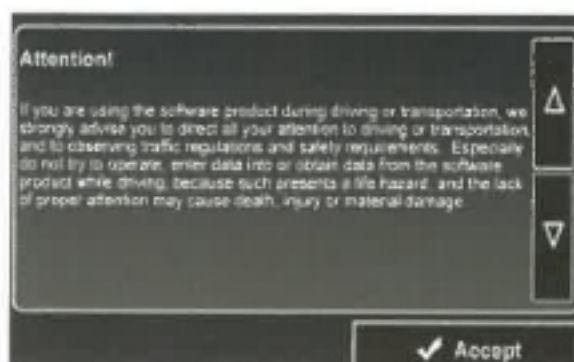 Attention!
If you are using the software product during driving or transportation, we
strongly advise you to direct all your attention to driving or transportation,
and to observing traffic regulations and safety requirements. Especially
do not try to operate, enter data into or obtain data from the software
product while driving, because such presents a life hazard, and the lack
of proper attention may cause death, injury or material damage.
Accept